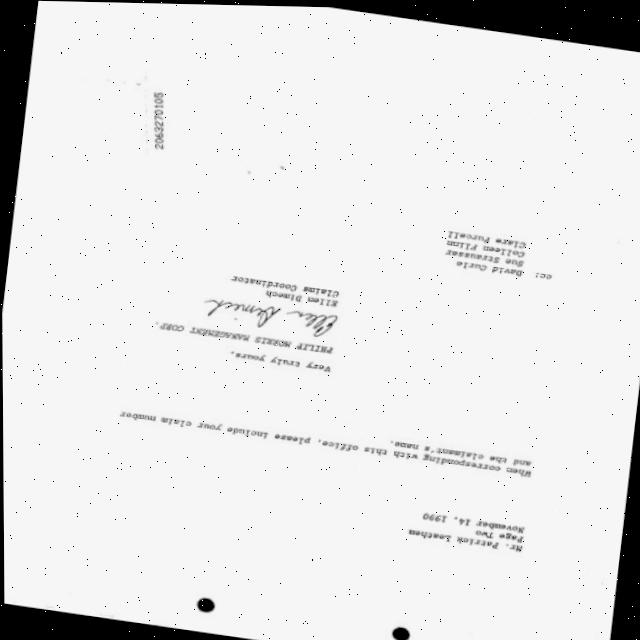 Mr. Patrick Leathem
Page Two
November 14, 1990
When corresponding with this office, please include your claim number
and the claimant's name.
Very truly yours,
PHILIP MORRIS MANAGEMENT CORP.
Ellen Dimech
Ellen Dimech
Claims Coordinator
cc: David Curle
Sue Strausser
Colleen Flinn
Clare Purcell
2063270105